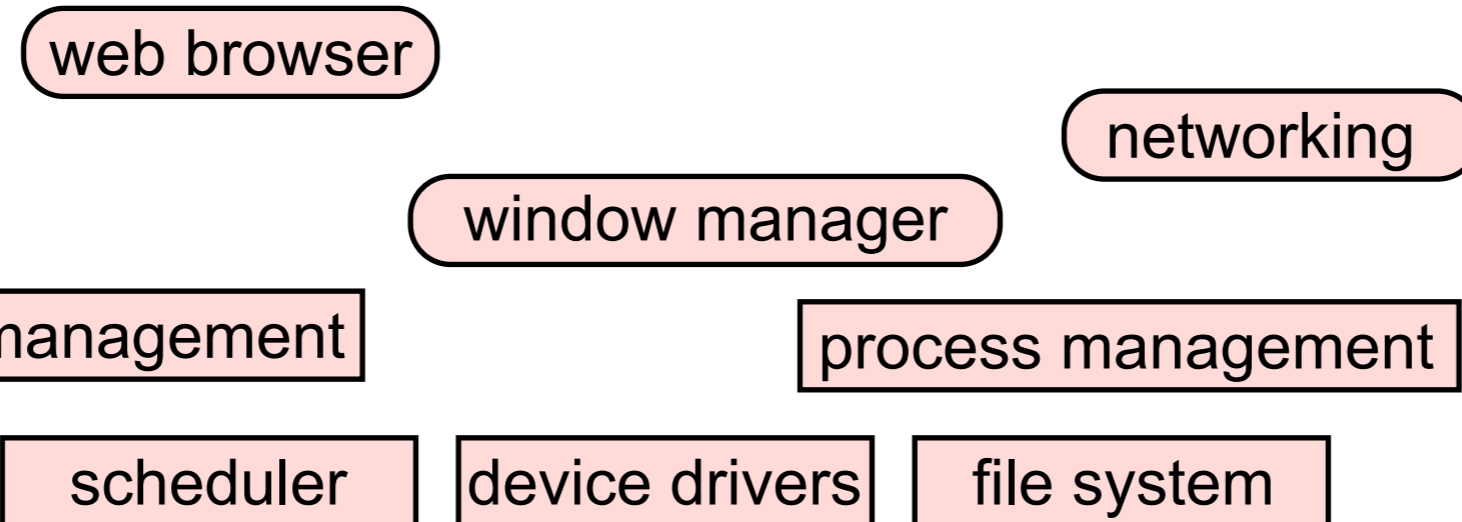 web browser
networking
window manager
management
process management
scheduler
device drivers
file system